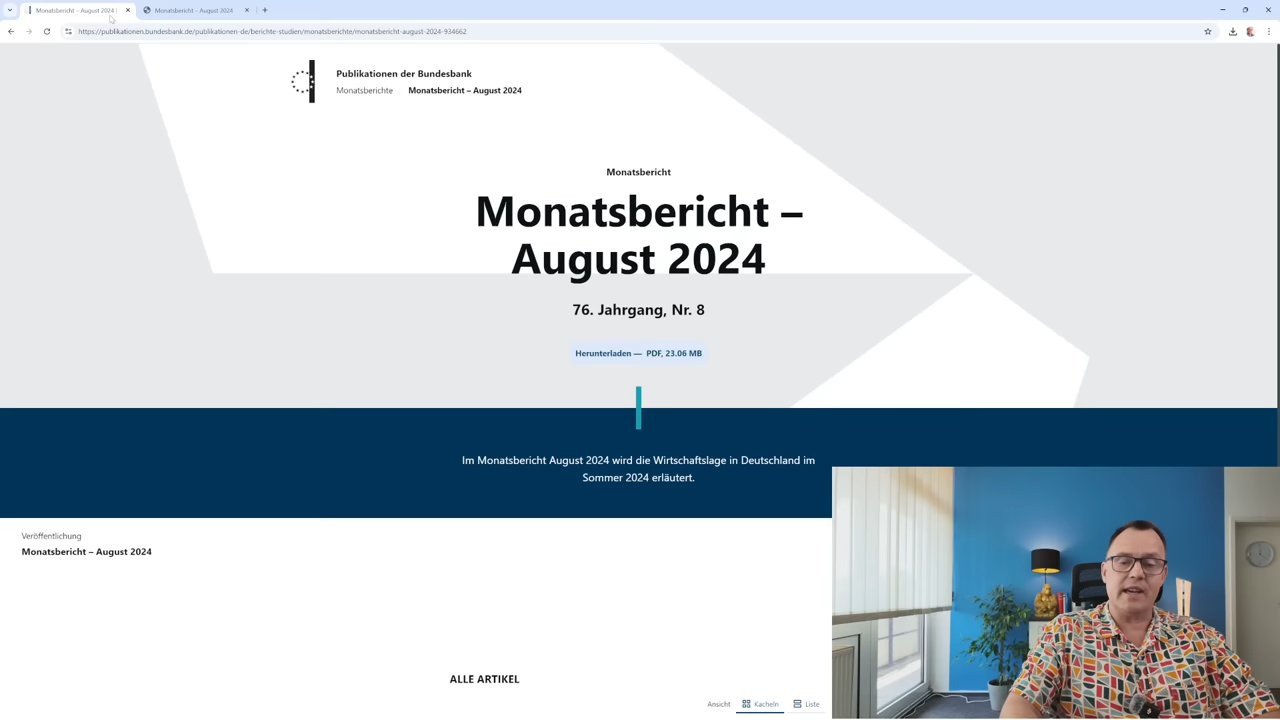 Monatsbericht – August 2024
Monatsbericht – August 2024
https://publikationen.bundesbank.de/publikationen-de/berichte-studien/monatsberichte/monatsbericht-august-2024-934662
Publikationen der Bundesbank
Monatsberichte Monatsbericht – August 2024
Monatsbericht
Monatsbericht –
August 2024
76. Jahrgang, Nr. 8
Herunterladen — PDF, 23.06 MB
Im Monatsbericht August 2024 wird die Wirtschaftslage in Deutschland im
Sommer 2024 erläutert.
Veröffentlichung
Monatsbericht – August 2024
ALLE ARTIKEL
Ansicht Kacheln Liste